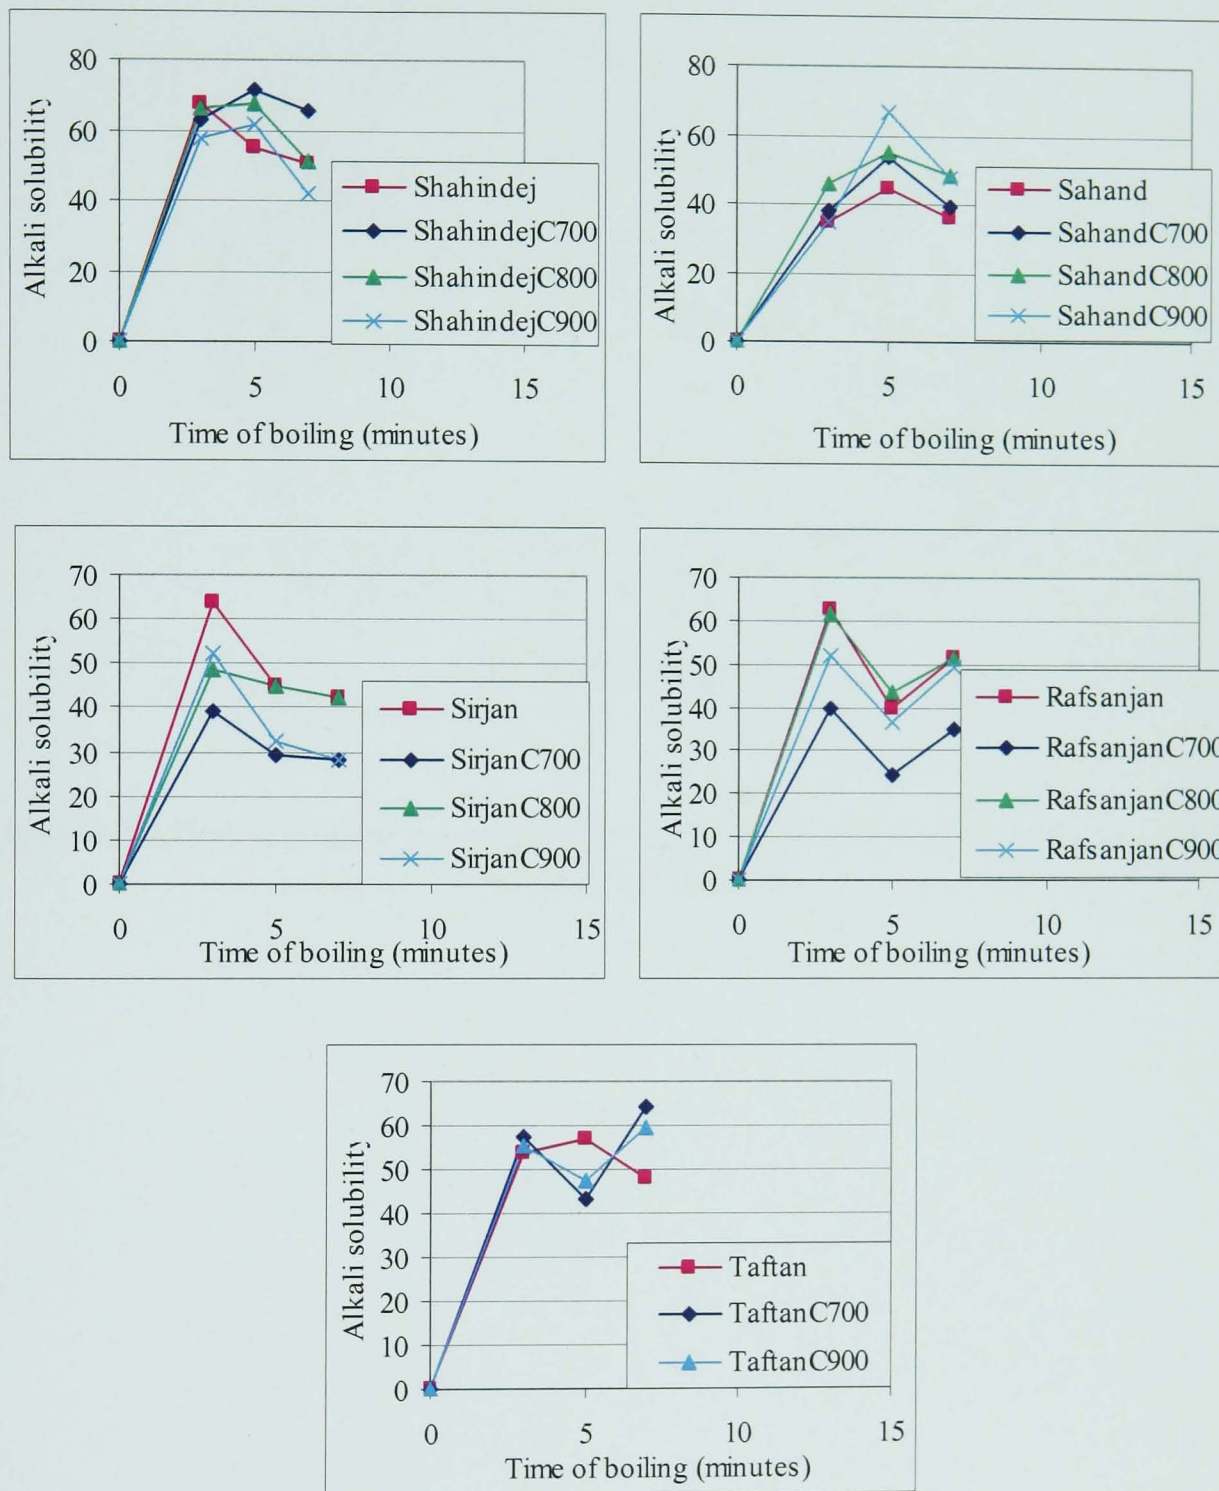 80
60
40
20
0
Alkali solubility
0 5 10 15
Time of boiling (minutes)
Shahindej
ShahindejC700
ShahindejC800
ShahindejC900
80
60
40
20
0
Alkali solubility
0 5 10 15
Time of boiling (minutes)
Sahand
SahandC700
SahandC800
SahandC900
70
60
50
40
30
20
10
0
Alkali solubility
0 5 10 15
Time of boiling (minutes)
Sirjan
SirjanC700
SirjanC800
SirjanC900
70
60
50
40
30
20
10
0
Alkali solubility
0 5 10 15
Time of boiling (minutes)
Rafsanjan
RafsanjanC700
RafsanjanC800
RafsanjanC900
70
60
50
40
30
20
10
0
Alkali solubility
0 5 10 15
Time of boiling (minutes)
Taftan
TaftanC700
TaftanC900